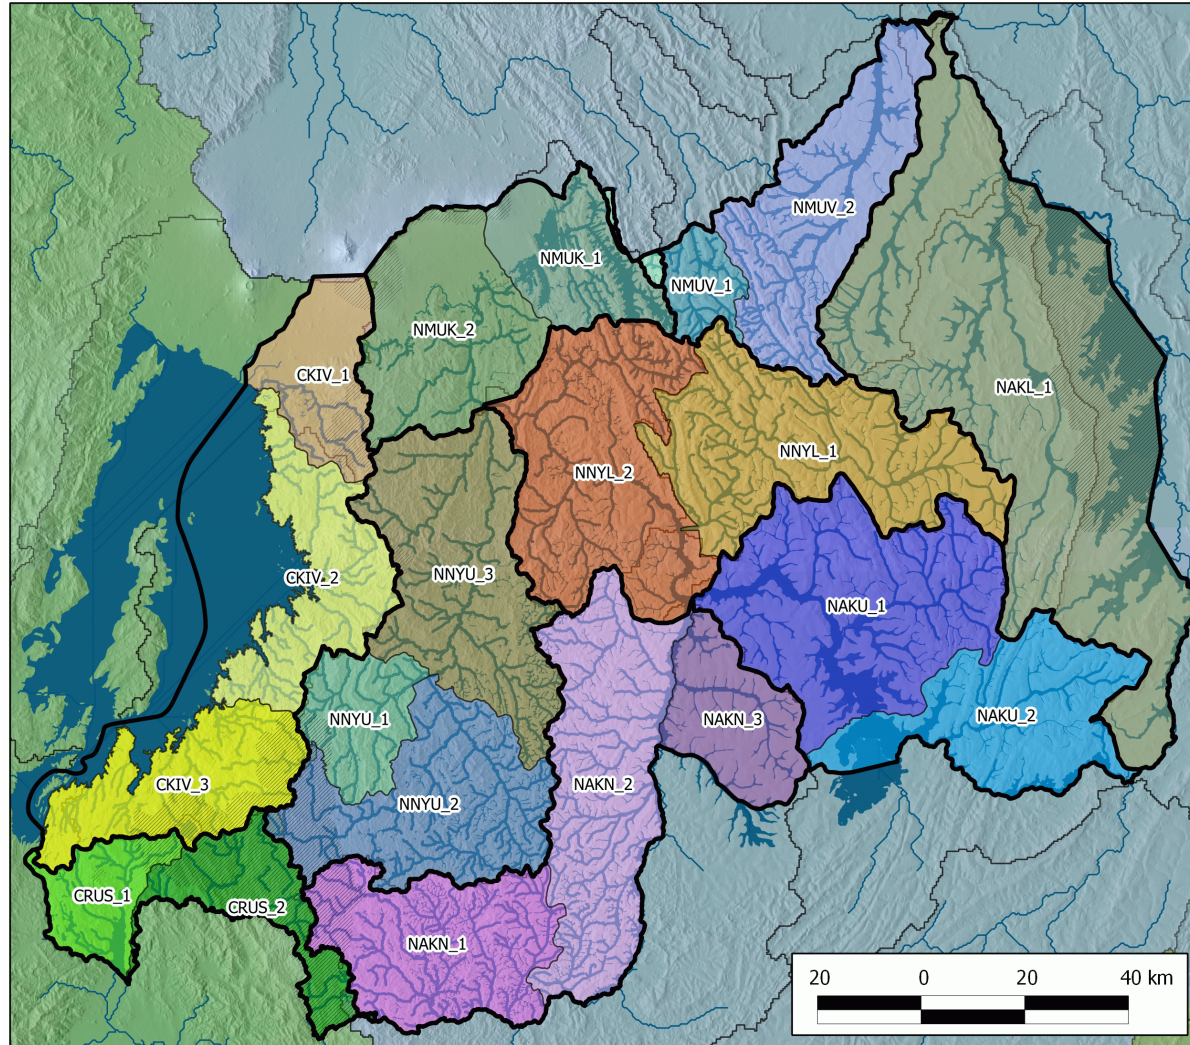 NMUV_2
NMUK_1
NMUV_1
NMUK_2
CKIV_1
NAKL_1
NNYL_1
NNYL_2
CKIV_2
NNYU_3
NAKU_1
NNYU_1
NAKN_3
NAKU_2
CKIV_3
NAKN_2
NNYU_2
CRUS_1
CRUS_2
NAKN_1
20 0 20 40 km